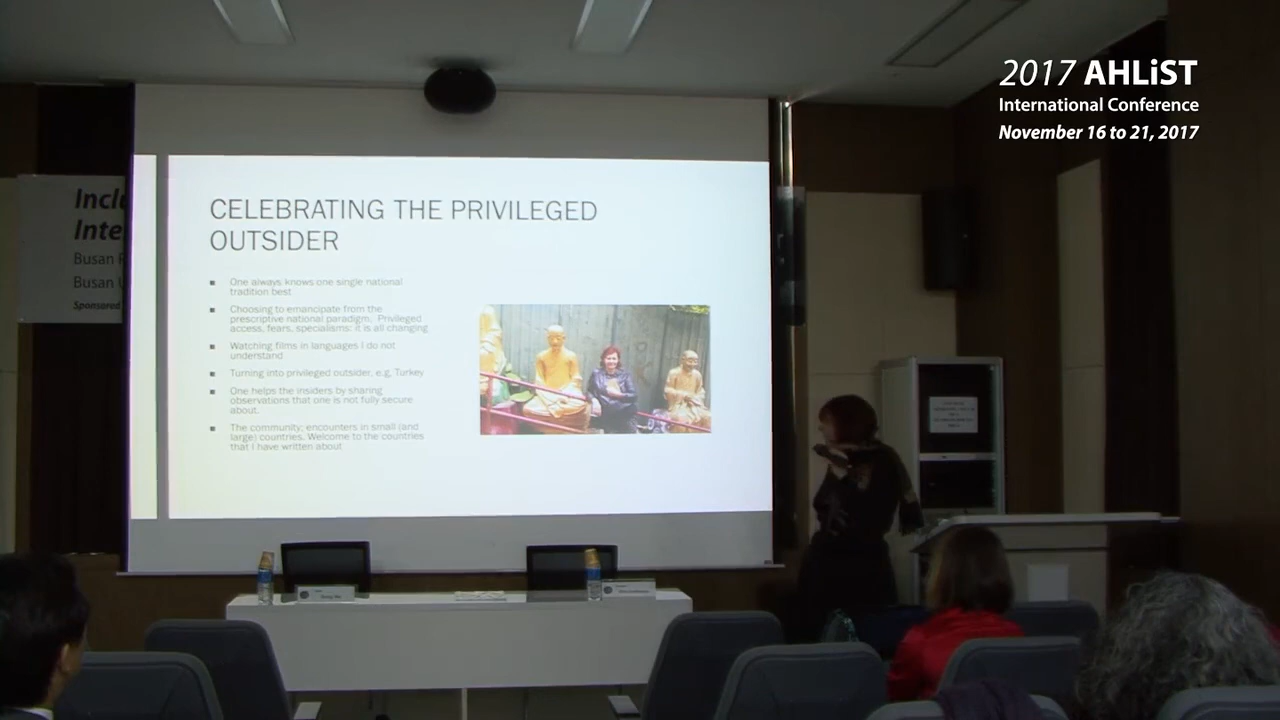 2017 AHLiST
International Conference
November 16 to 21, 2017
Inclu
Inte
Busan
Busan U
Sponsored
CELEBRATING THE PRIVILEGED
OUTSIDER
One always knows one single national
tradition best
Choosing to emancipate from the
prescriptive national paradigm. Privileged
access, fears, specialisms: it is all changing
Watching films in languages I do not
understand
Turning into privileged outsider, e.g, Turkey
One helps the insiders by sharing
observations that one is not fully secure
about.
The community; encounters in small (and
large) countries. Welcome to the countries
that I have written about